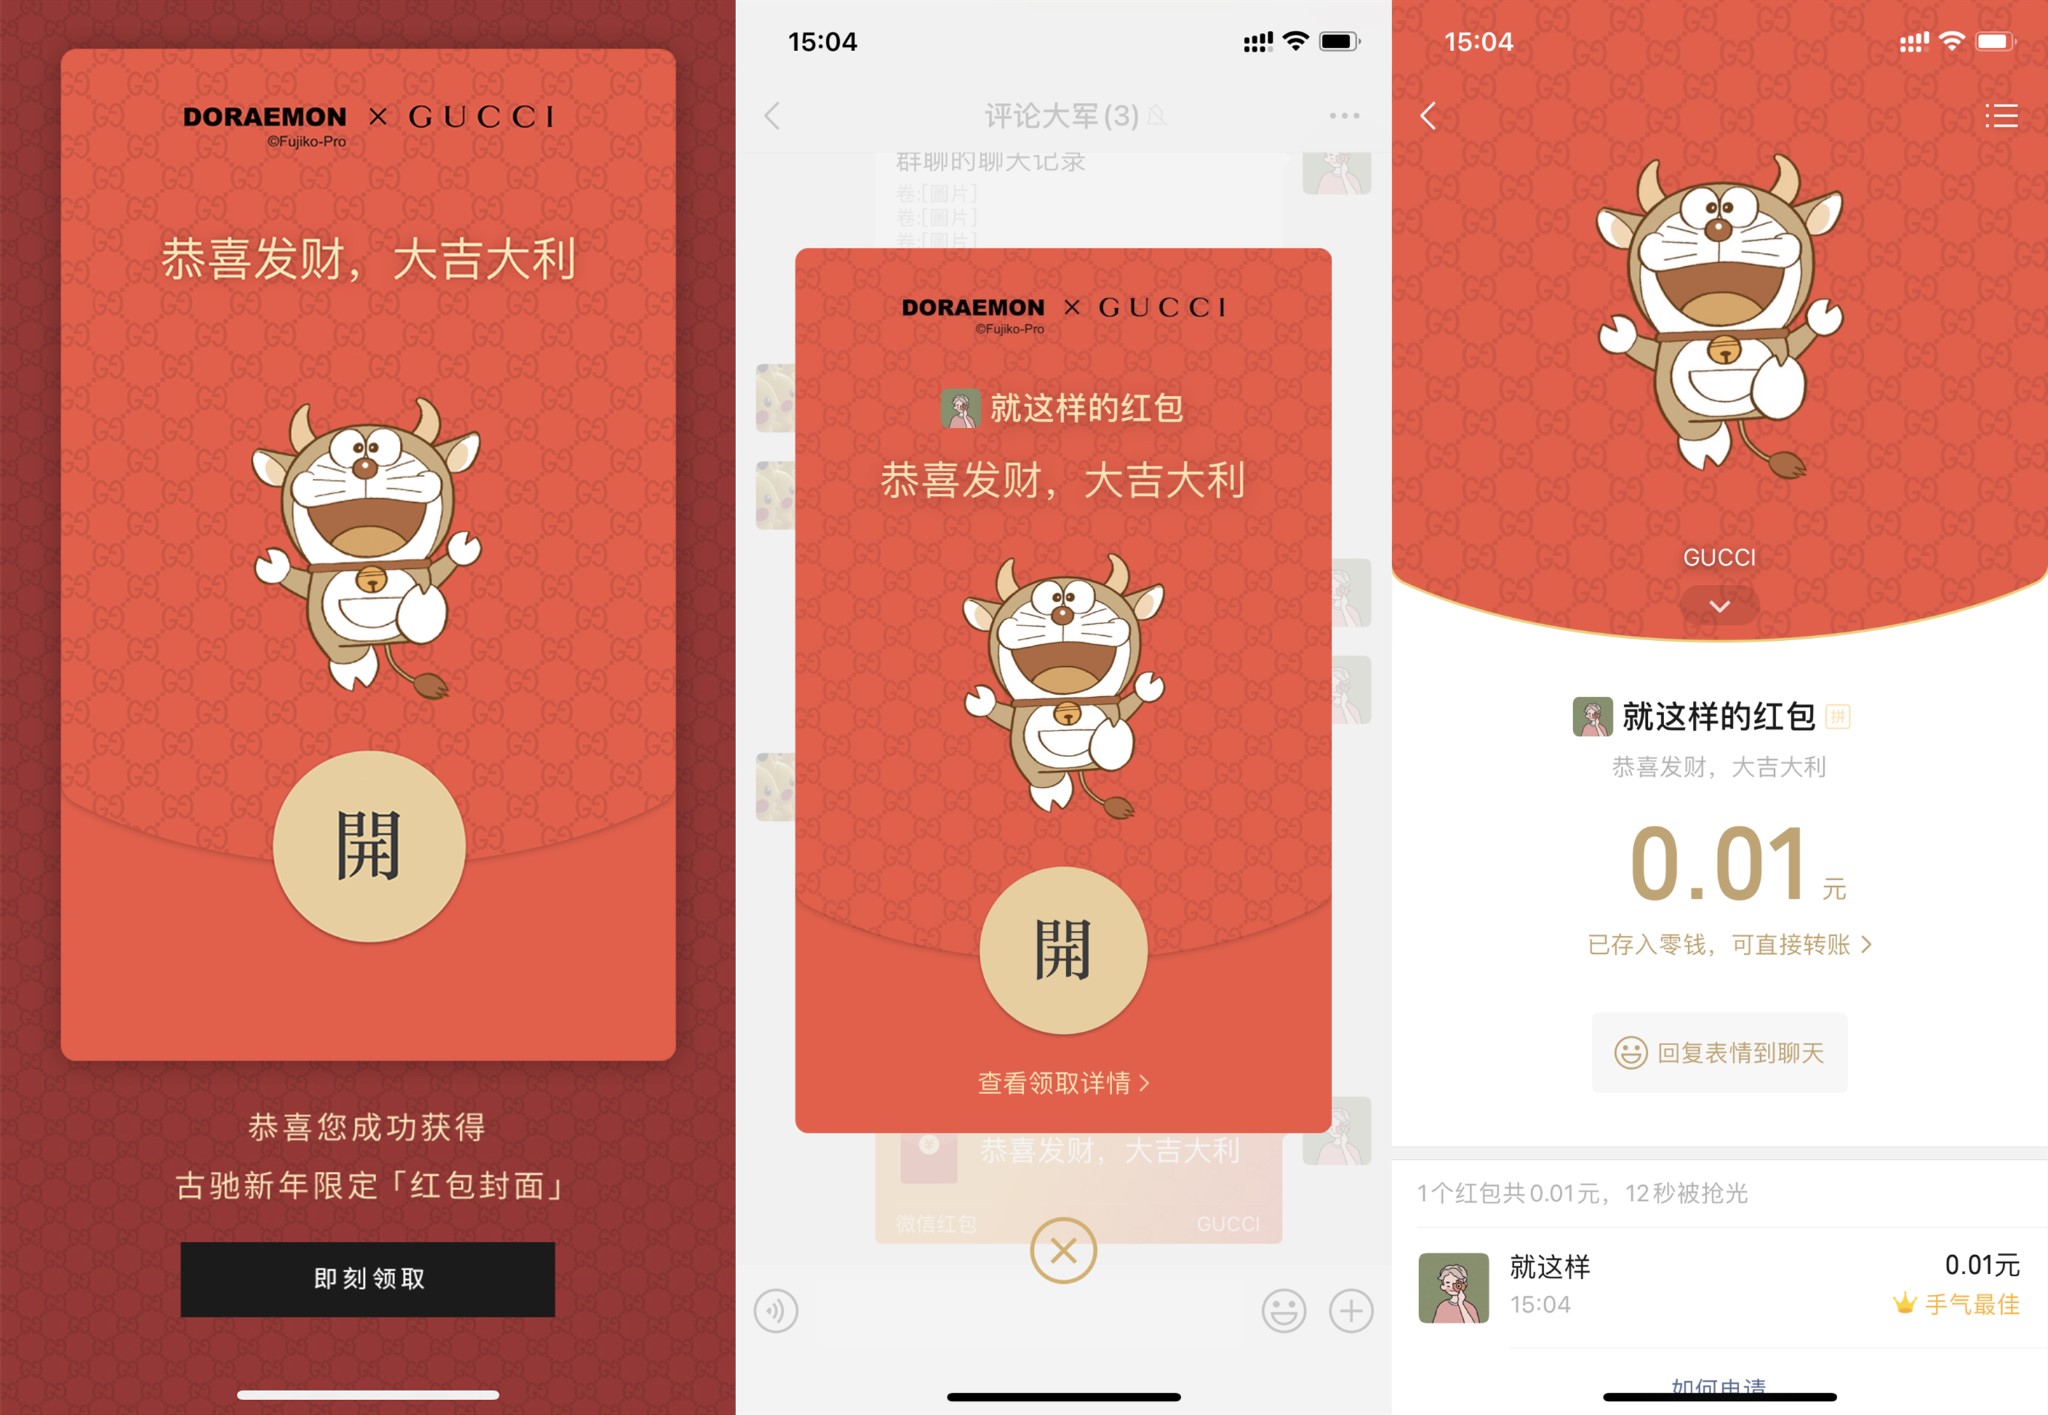 DORAEMON × GUCCI
©Fujiko-Pro
恭喜发财，大吉大利
開
恭喜您成功获得
古驰新年限定「红包封面」
即刻领取
15:04
评论大军(3)
群聊的聊天记录
卷:[圖片]
卷:[圖片]
卷:[圖片]
DORAEMON × GUCCI
©Fujiko-Pro
就这样的红包
恭喜发财，大吉大利
開
查看领取详情
恭喜发财，大吉大利
微信红包 GUCCI
15:04
GUCCI
就这样的红包 拼
恭喜发财，大吉大利
0.01元
已存入零钱，可直接转账
回复表情到聊天
1个红包共0.01元，12秒被抢光
就这样 0.01元
15:04 手气最佳
如何申请